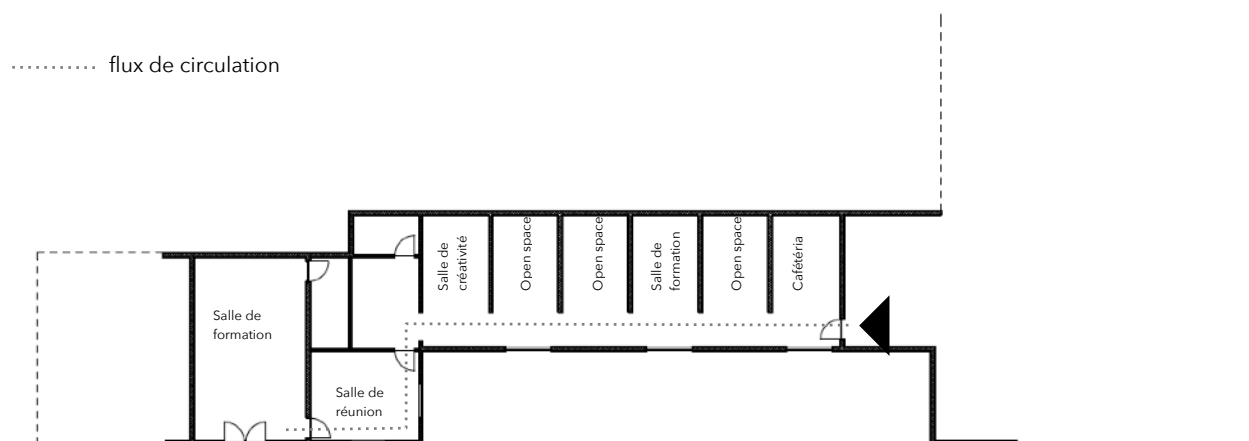 flux de circulation
Salle de
créativité
Open space
Open space
Salle de
formation
Open space
Cafétéria
Salle de
formation
Salle de
réunion